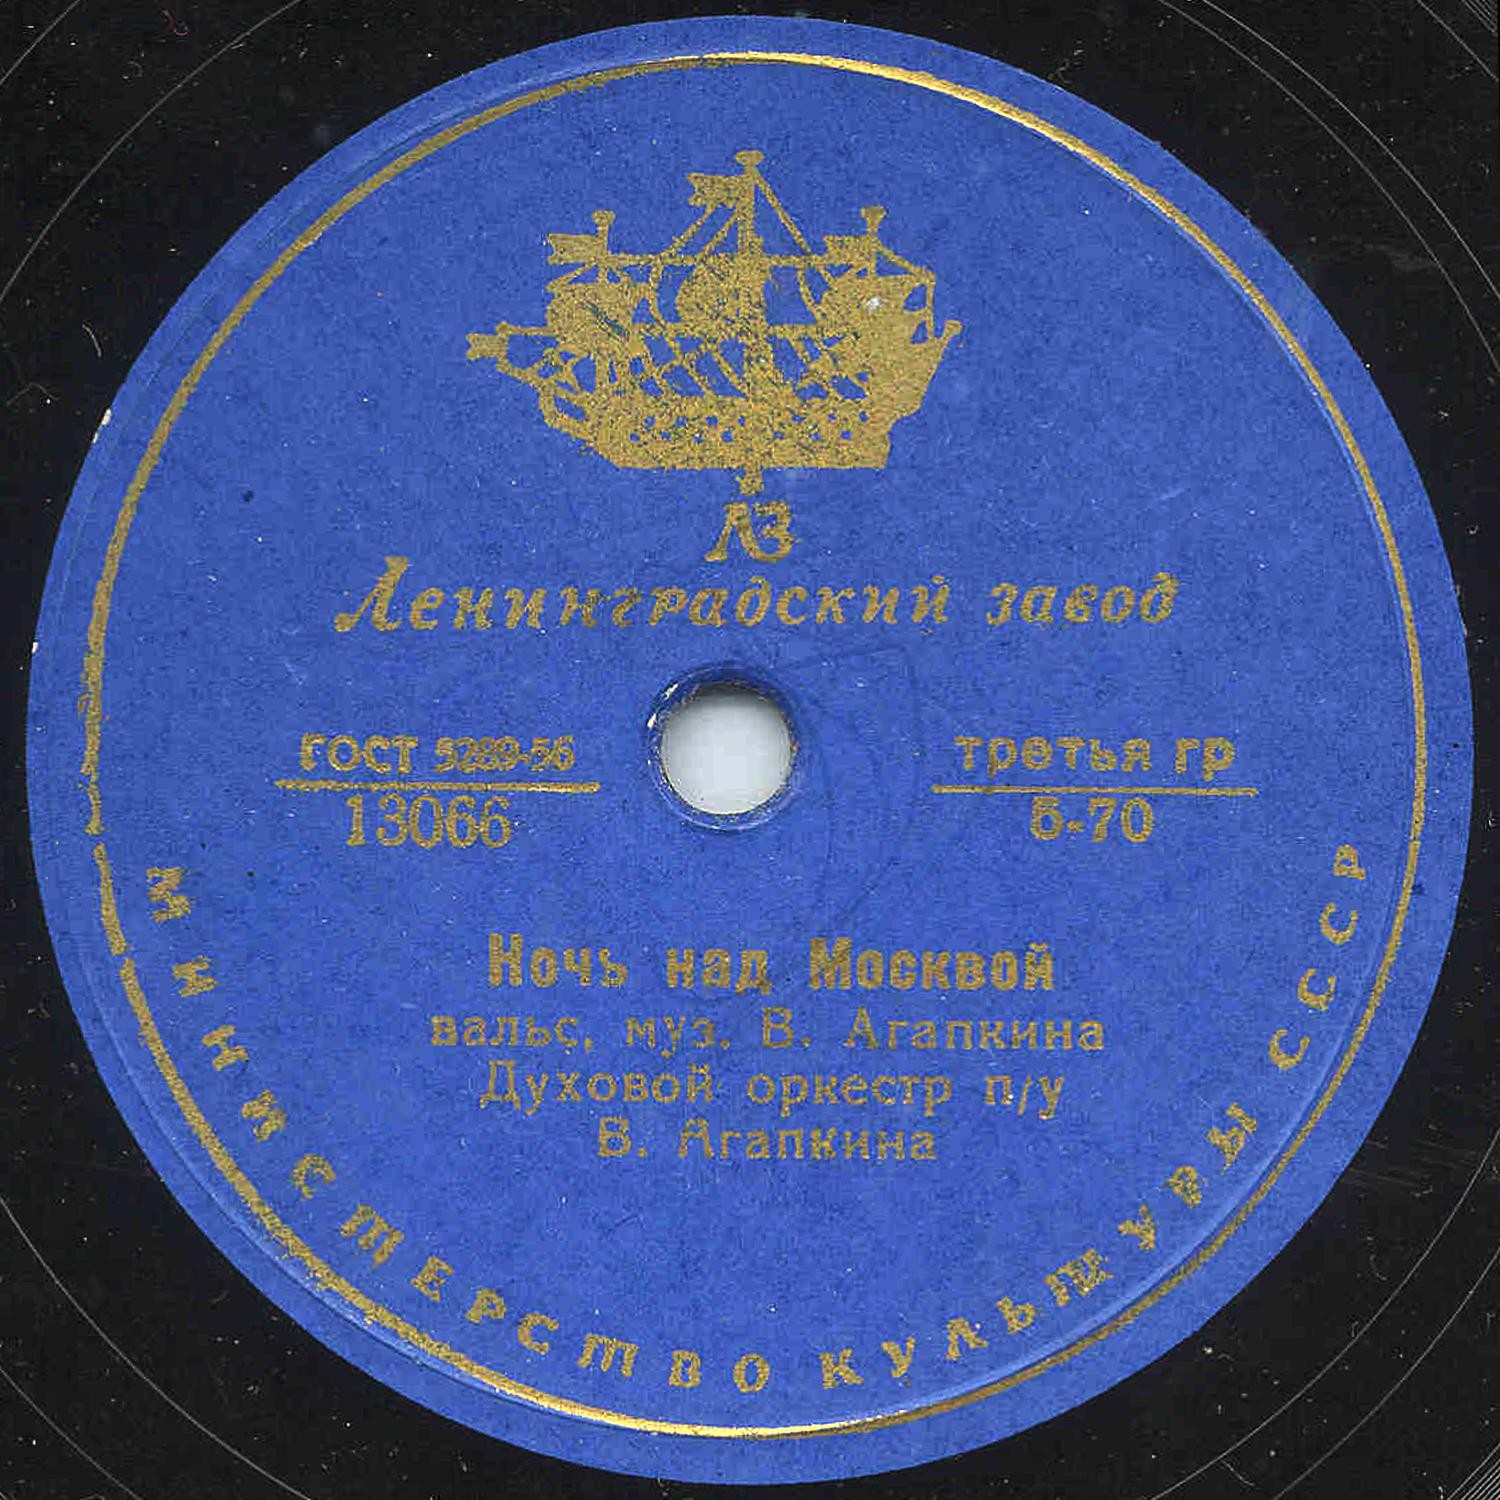 ЛЗ
Ленинградский завод
ГОСТ 5289-56
13066
третья гр
5-70
Ночь над Москвой
вальс, муз. В. Агапкина
Духовой оркестр п/у
В. Агапкина
МИНИСТЕРСТВО КУЛЬТУРЫ СССР